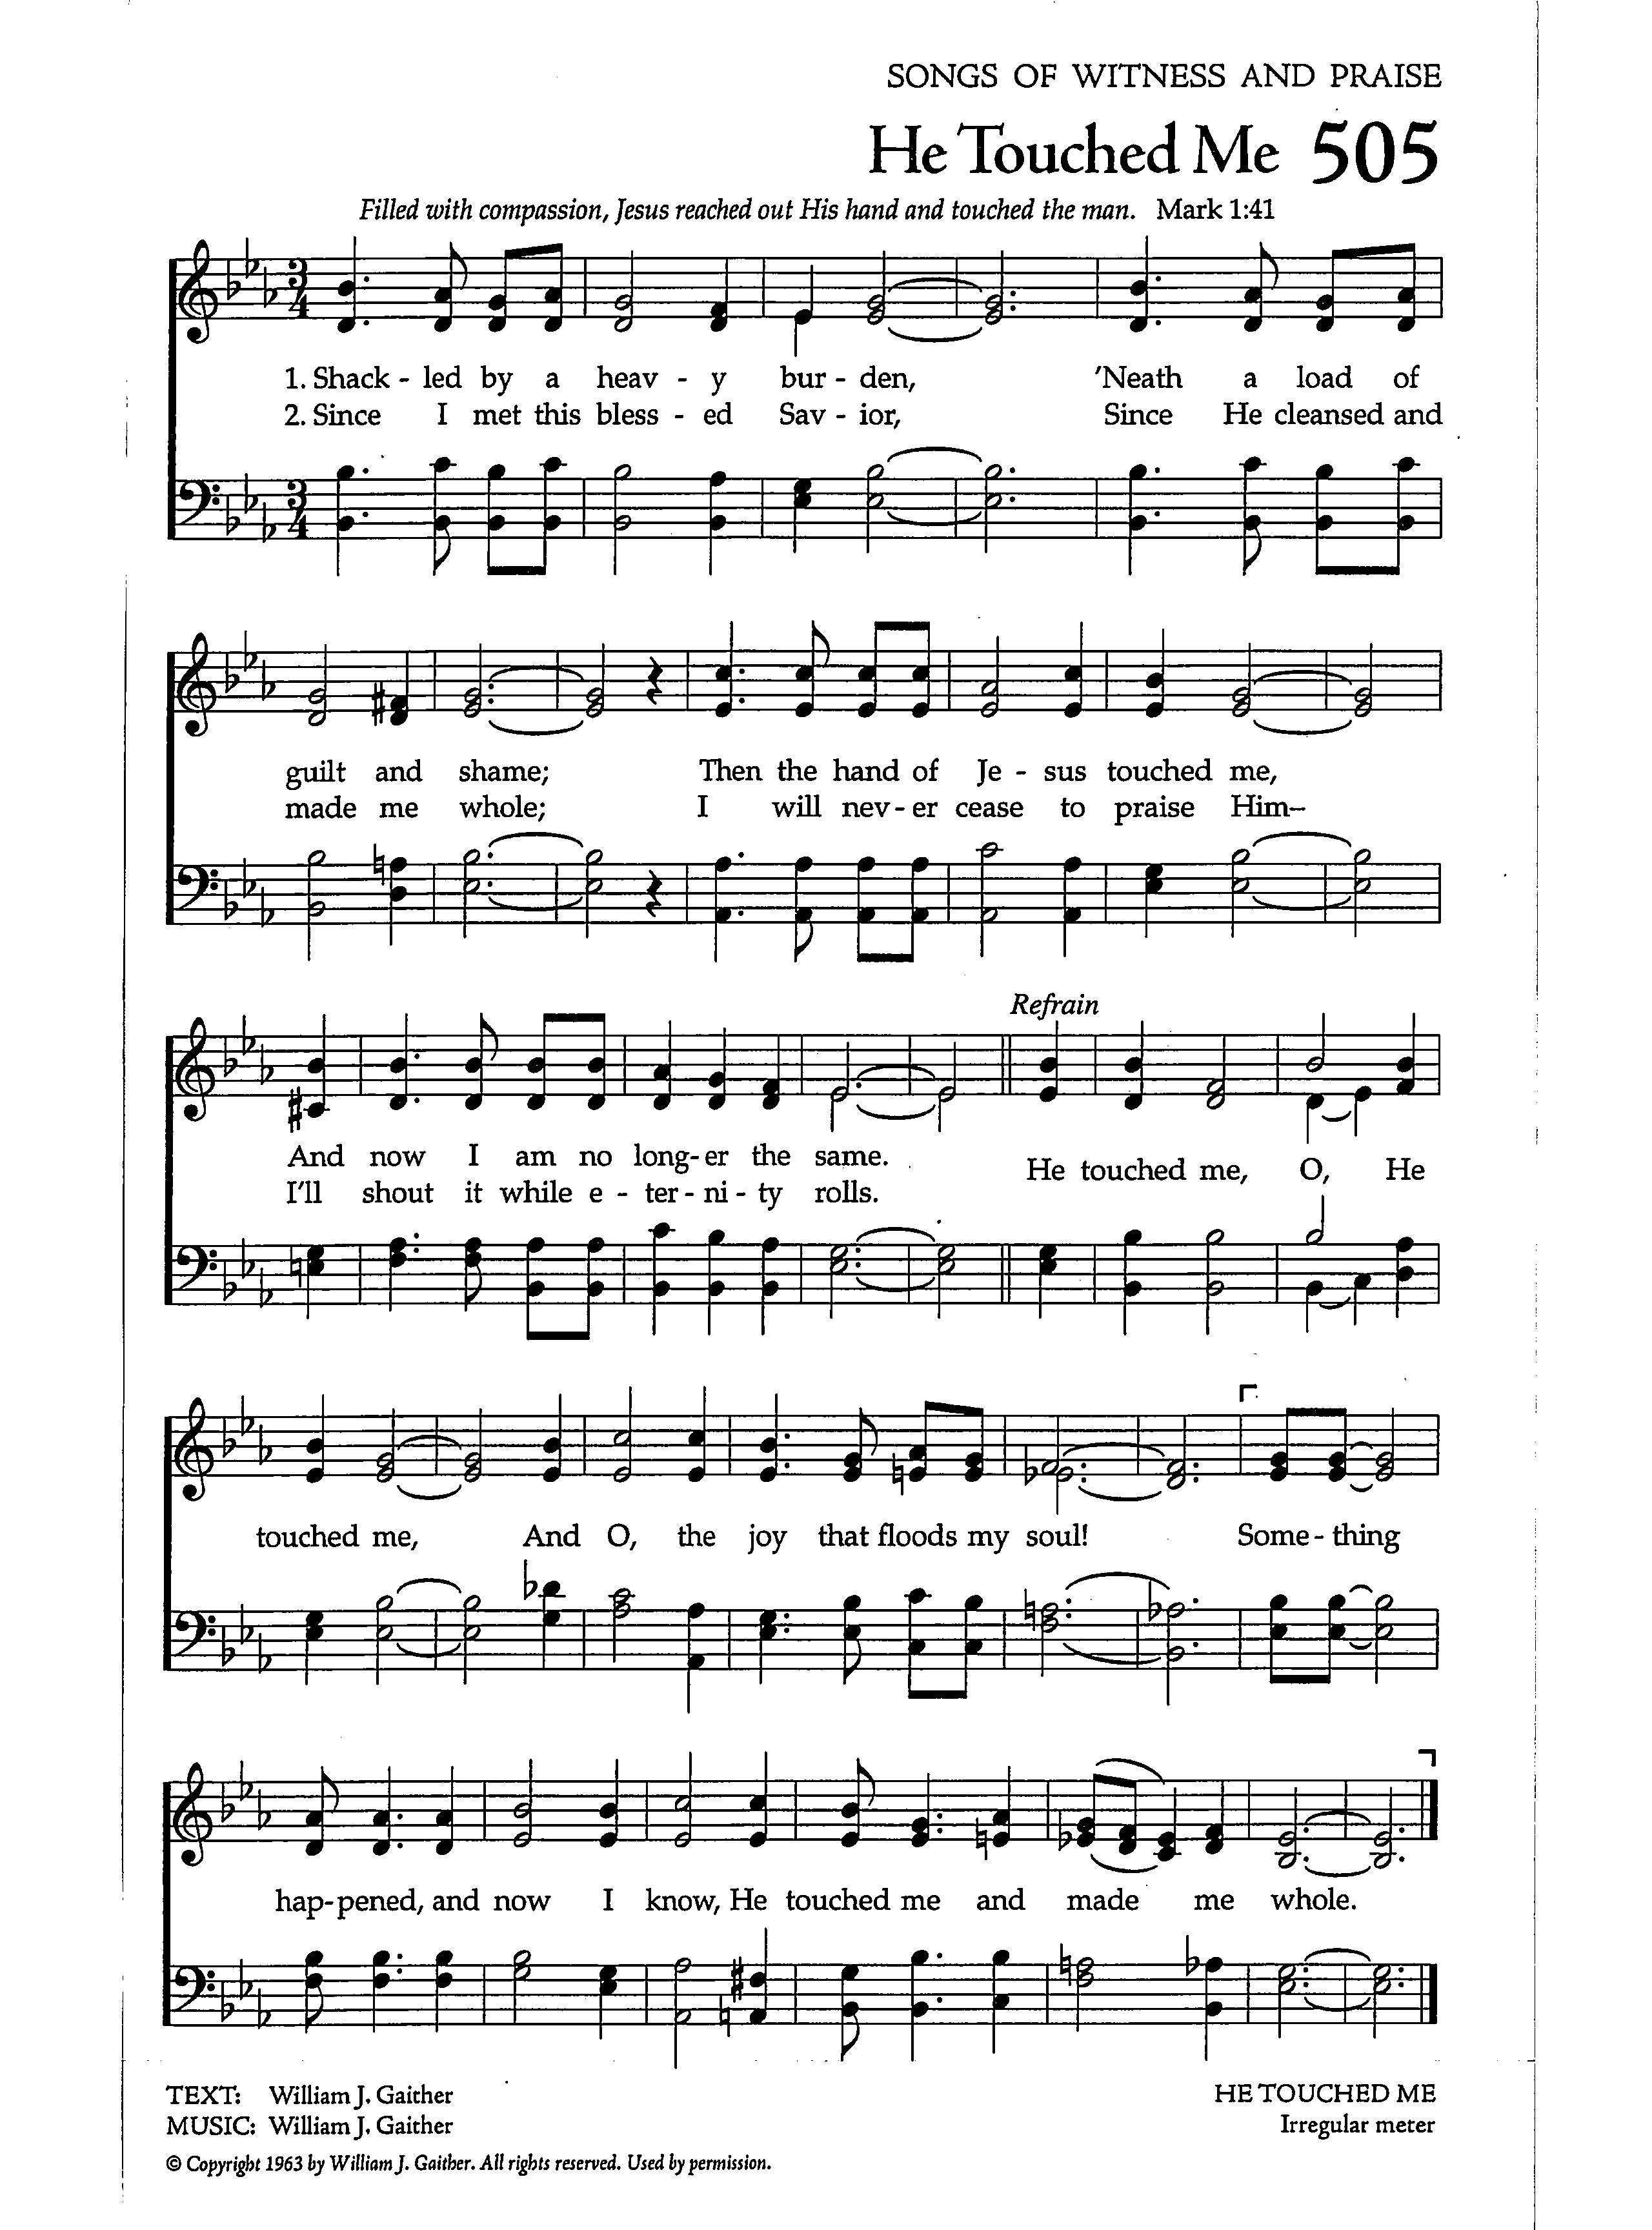 SONGS OF WITNESS AND PRAISE
He Touched Me 505
Filled with compassion, Jesus reached out His hand and touched the man. Mark 1:41
1. Shack - led by a heav - y bur - den, 'Neath a load of
2. Since I met this bless - ed Sav - ior, Since He cleansed and
guilt and shame; Then the hand of Je - sus touched me,
made me whole; I will nev - er cease to praise Him–
Refrain
And now I am no long - er the same.
I'll shout it while e - ter - ni - ty rolls.
He touched me, O, He
touched me, And O, the joy that floods my soul! Some - thing
hap - pened, and now I know, He touched me and made me whole.
TEXT: William J. Gaither
MUSIC: William J. Gaither
© Copyright 1963 by William J. Gaither. All rights reserved. Used by permission.
HE TOUCHED ME
Irregular meter